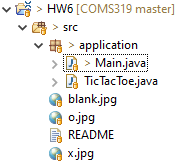 > HW6 [COMS319 master]
> src
> application
> Main.java
TicTacToe.java
blank.jpg
o.jpg
README
x.jpg